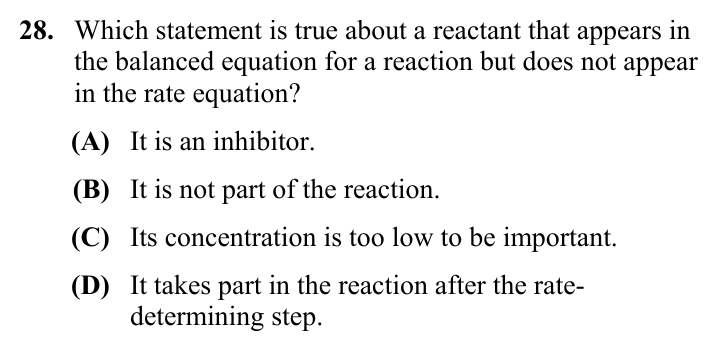 28. Which statement is true about a reactant that appears in
the balanced equation for a reaction but does not appear
in the rate equation?
(A) It is an inhibitor.
(B) It is not part of the reaction.
(C) Its concentration is too low to be important.
(D) It takes part in the reaction after the rate-
determining step.